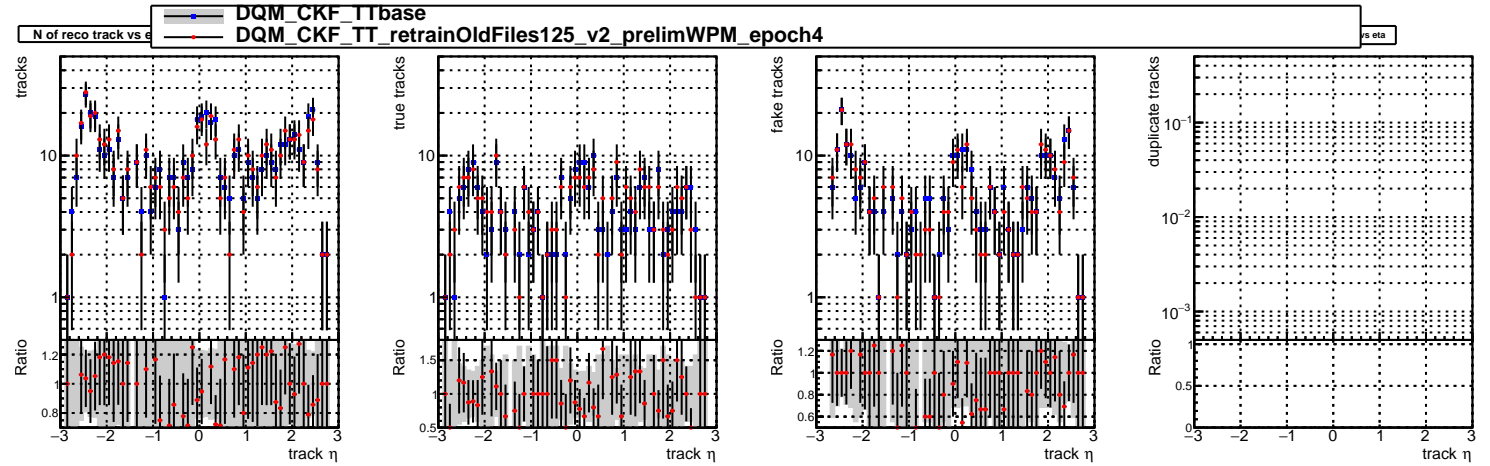 DQM_CKF_TTbase
DQM_CKF_TT_retrainOldFiles125_v2_prelimWPM_epoch4
N of reco track vs e
vs eta
tracks
10
1
Ratio
1.2
1
0.8
−3 −2 −1 0 1 2 3
track η
true tracks
10
1
Ratio
1.5
1
0.5
−3 −2 −1 0 1 2 3
track η
fake tracks
10
1
Ratio
1.2
1
0.8
0.6
−3 −2 −1 0 1 2 3
track η
duplicate tracks
10−1
10−2
10−3
Ratio
1
0.5
0
−3 −2 −1 0 1 2 3
track η